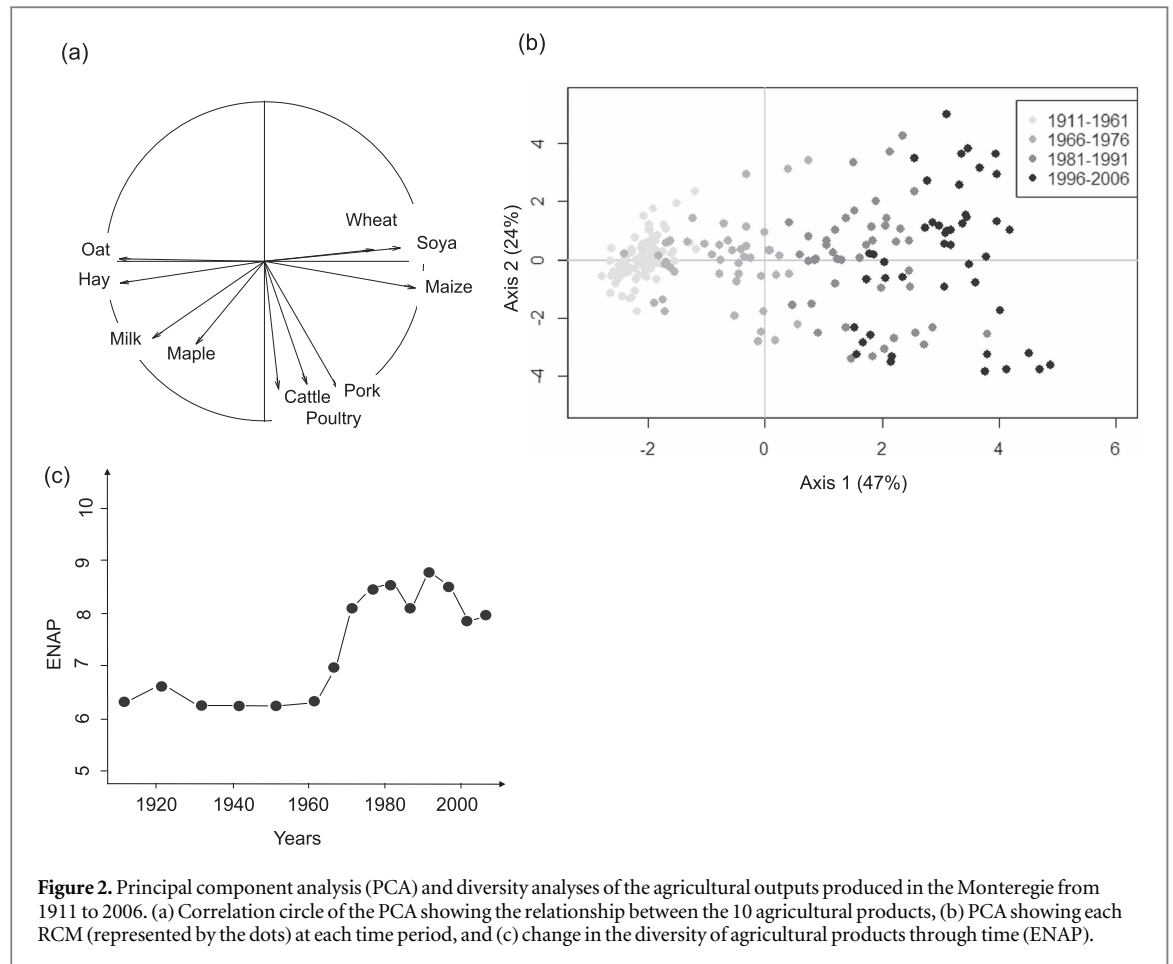 (a)
Wheat
Oat
Soya
Hay
Maize
Milk
Maple
Cattle
Pork
Poultry
(b)
1911-1961
1966-1976
1981-1991
1996-2006
4
2
0
-2
-4
Axis 2 (24%)
-2 0 2 4 6
Axis 1 (47%)
(c)
10
9
8
7
6
5
ENAP
1920 1940 1960 1980 2000
Years
Figure 2. Principal component analysis (PCA) and diversity analyses of the agricultural outputs produced in the Monteregie from
1911 to 2006. (a) Correlation circle of the PCA showing the relationship between the 10 agricultural products, (b) PCA showing each
RCM (represented by the dots) at each time period, and (c) change in the diversity of agricultural products through time (ENAP).